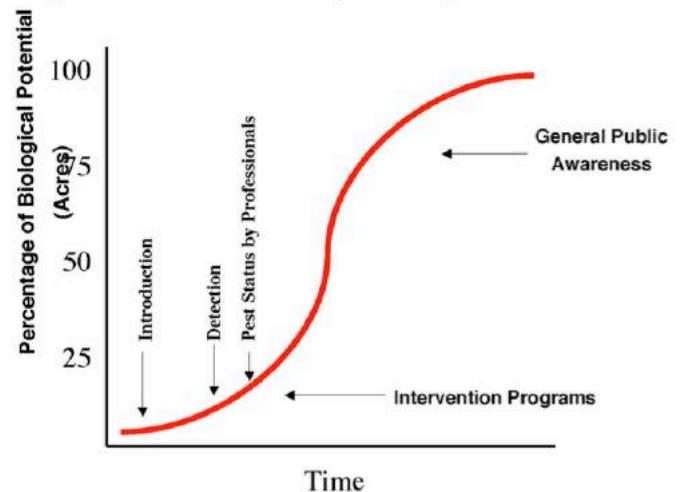 Percentage of Biological Potential
(Acres)
100
75
50
25
Introduction
Detection
Pest Status by Professionals
General Public
Awareness
Intervention Programs
Time